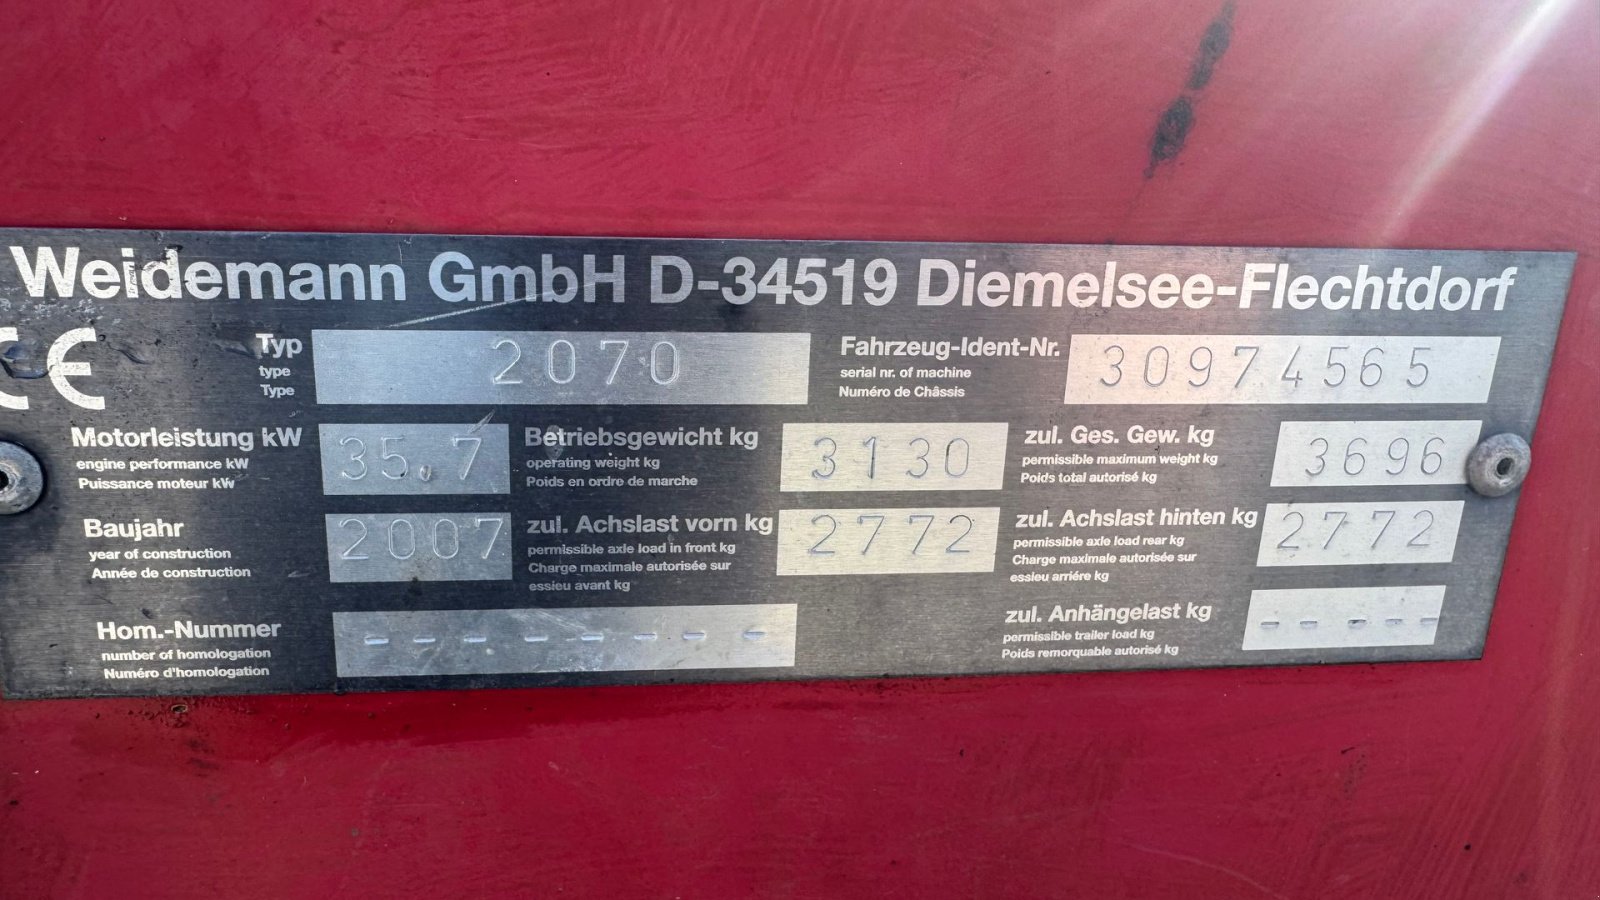 Weidemann GmbH D-34519 Diemelsee-Flechtdorf
CE
Typ
type
Type
2070
Fahrzeug-Ident-Nr.
serial nr. of machine
Numéro de Châssis
30974565
Motorleistung kW
engine performance kW
Puissance moteur kW
35.7
Betriebsgewicht kg
operating weight kg
Poids en ordre de marche
3130
zul. Ges. Gew. kg
permissible maximum weight kg
Poids total autorisé kg
3696
Baujahr
year of construction
Année de construction
2007
zul. Achslast vorn kg
permissible axle load in front kg
Charge maximale autorisée sur
essieu avant kg
2772
zul. Achslast hinten kg
permissible axle load rear kg
Charge maximale autorisée sur
essieu arriére kg
2772
Hom.-Nummer
number of homologation
Numéro d'homologation
- - - - - - - -
zul. Anhängelast kg
permissible trailer load kg
Poids remorquable autorisé kg
- - - - -